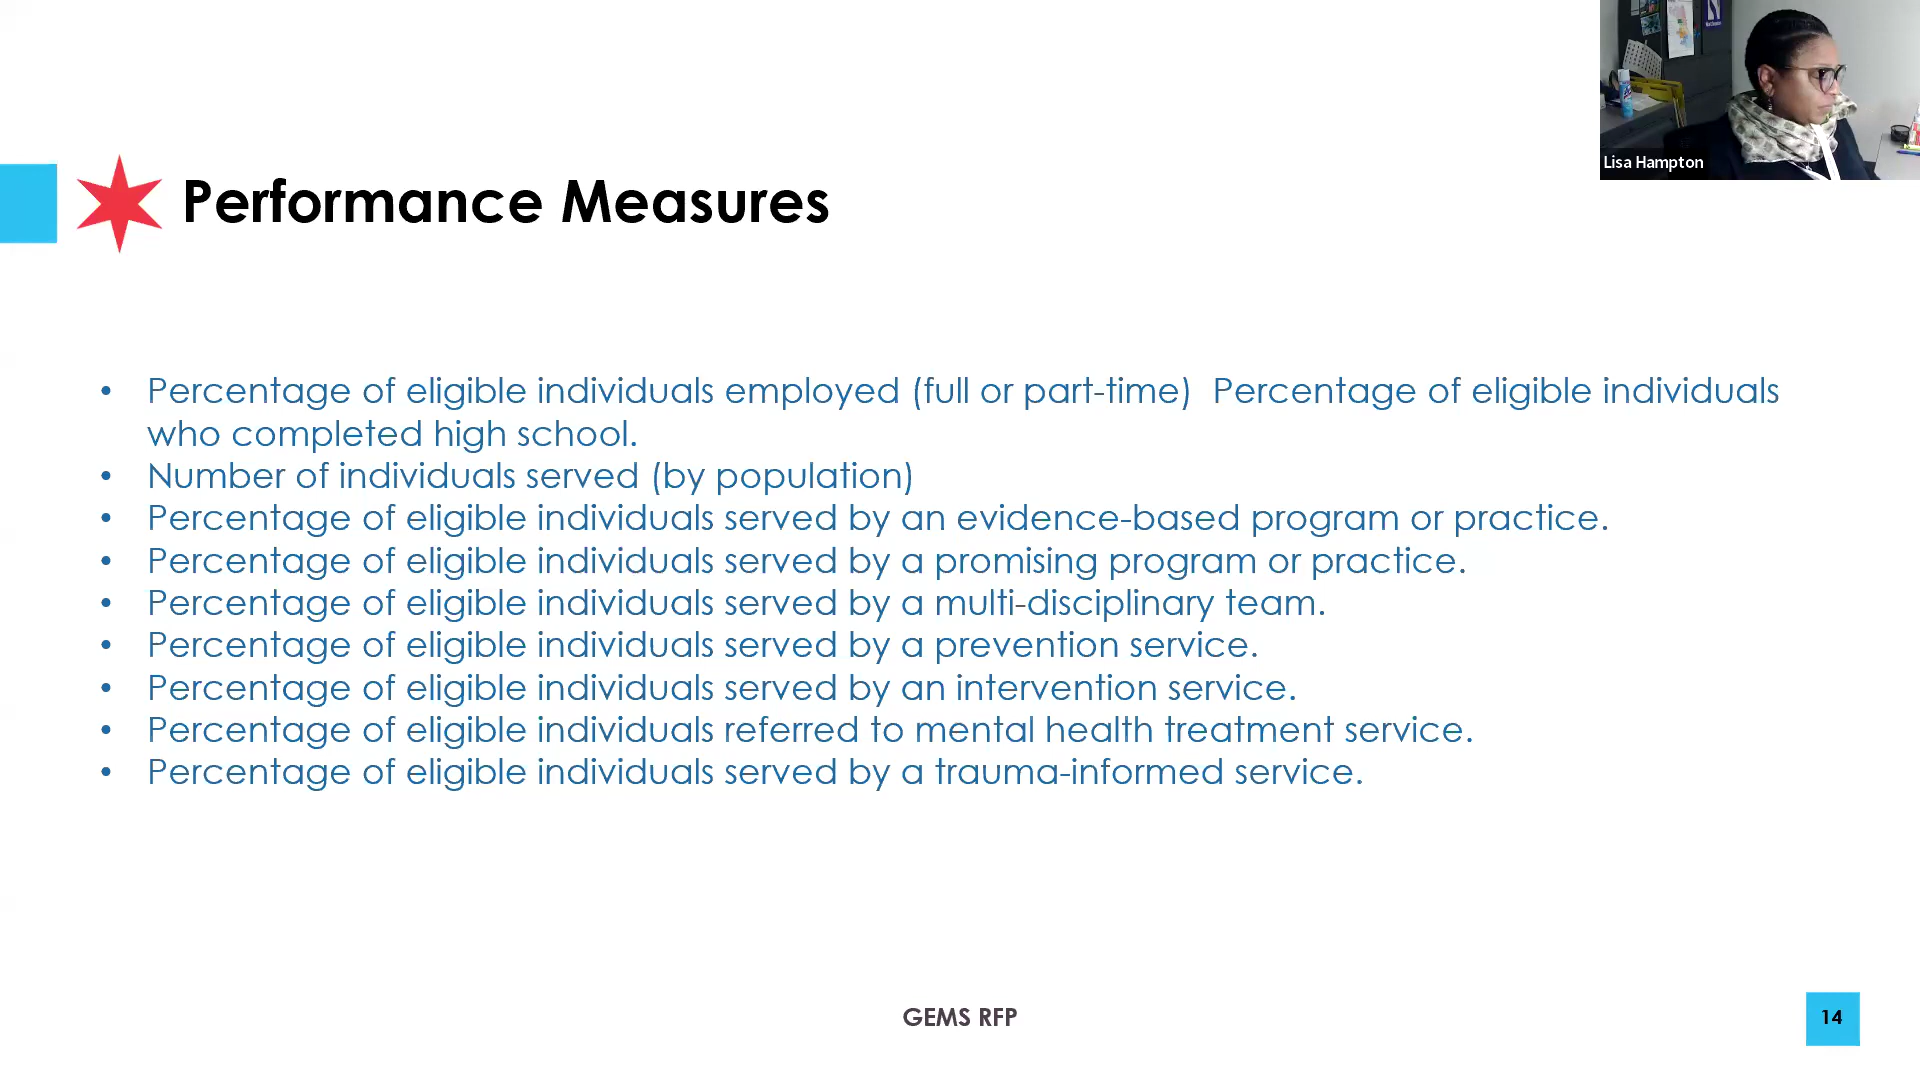 Lisa Hampton
Performance Measures
• Percentage of eligible individuals employed (full or part-time)  Percentage of eligible individuals
who completed high school.
• Number of individuals served (by population)
• Percentage of eligible individuals served by an evidence-based program or practice.
• Percentage of eligible individuals served by a promising program or practice.
• Percentage of eligible individuals served by a multi-disciplinary team.
• Percentage of eligible individuals served by a prevention service.
• Percentage of eligible individuals served by an intervention service.
• Percentage of eligible individuals referred to mental health treatment service.
• Percentage of eligible individuals served by a trauma-informed service.
GEMS RFP
14